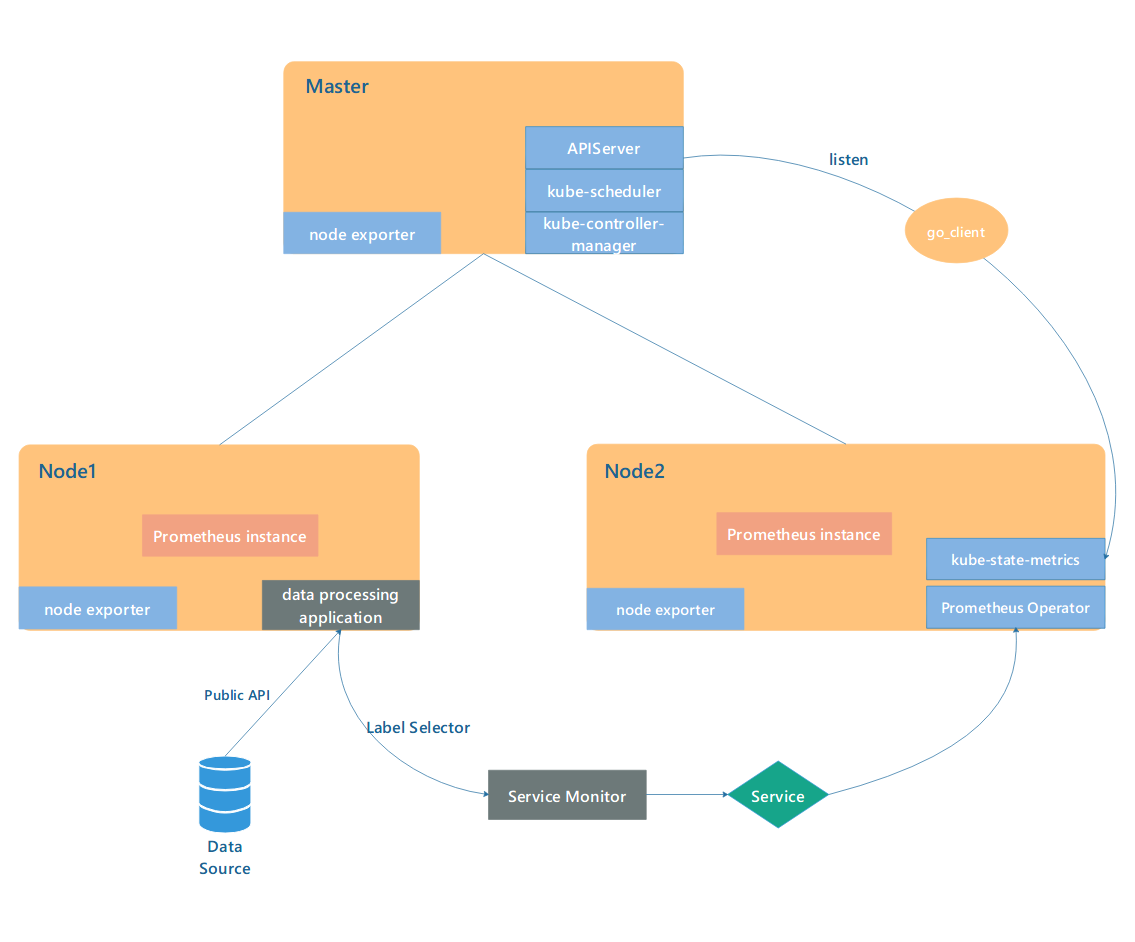 Master
APIServer
listen
kube-scheduler
kube-controller-
manager
node exporter
go_client
Node1
Prometheus instance
node exporter
data processing
application
Node2
Prometheus instance
kube-state-metrics
node exporter
Prometheus Operator
Public API
Label Selector
Service Monitor
Service
Data
Source